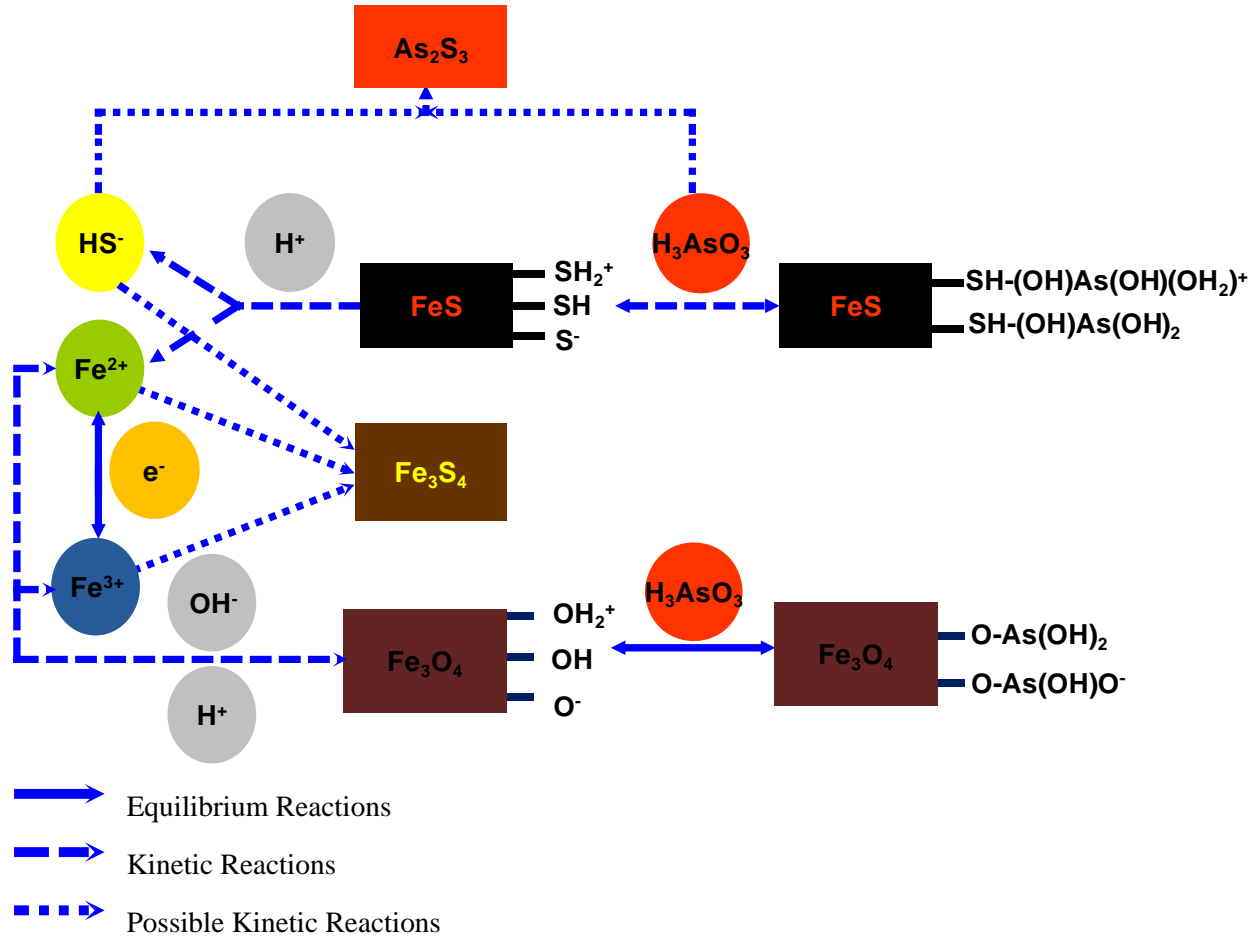 As₂S₃
HS⁻
H⁺
H₃AsO₃
FeS
SH₂⁺
SH
S⁻
FeS
SH-(OH)As(OH)(OH₂)⁺
SH-(OH)As(OH)₂
Fe²⁺
e⁻
Fe₃S₄
Fe³⁺
OH⁻
H⁺
Fe₃O₄
OH₂⁺
OH
O⁻
H₃AsO₃
Fe₃O₄
O-As(OH)₂
O-As(OH)O⁻
Equilibrium Reactions
Kinetic Reactions
Possible Kinetic Reactions